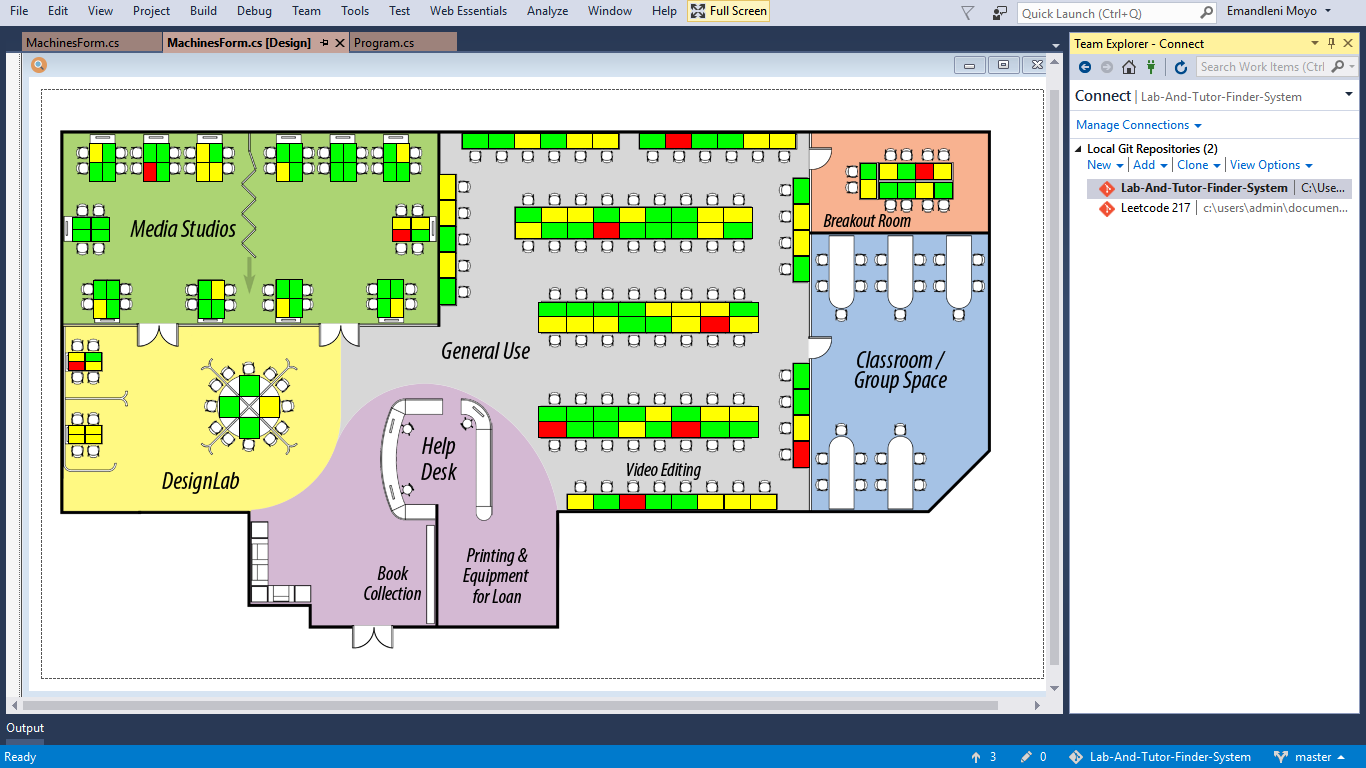 File Edit View Project Build Debug Team Tools Test Web Essentials Analyze Window Help Full Screen
Quick Launch (Ctrl+Q)
Emandleni Moyo
MachinesForm.cs MachinesForm.cs [Design] Program.cs
Media Studios
General Use
Breakout Room
Classroom /
Group Space
DesignLab
Help
Desk
Video Editing
Book
Collection
Printing &
Equipment
for Loan
Team Explorer - Connect
Search Work Items (Ctrl
Connect | Lab-And-Tutor-Finder-System
Manage Connections
Local Git Repositories (2)
New Add Clone View Options
Lab-And-Tutor-Finder-System | C:\Use...
Leetcode 217 | c:\users\admin\documen...
Output
Ready
3 0 Lab-And-Tutor-Finder-System master